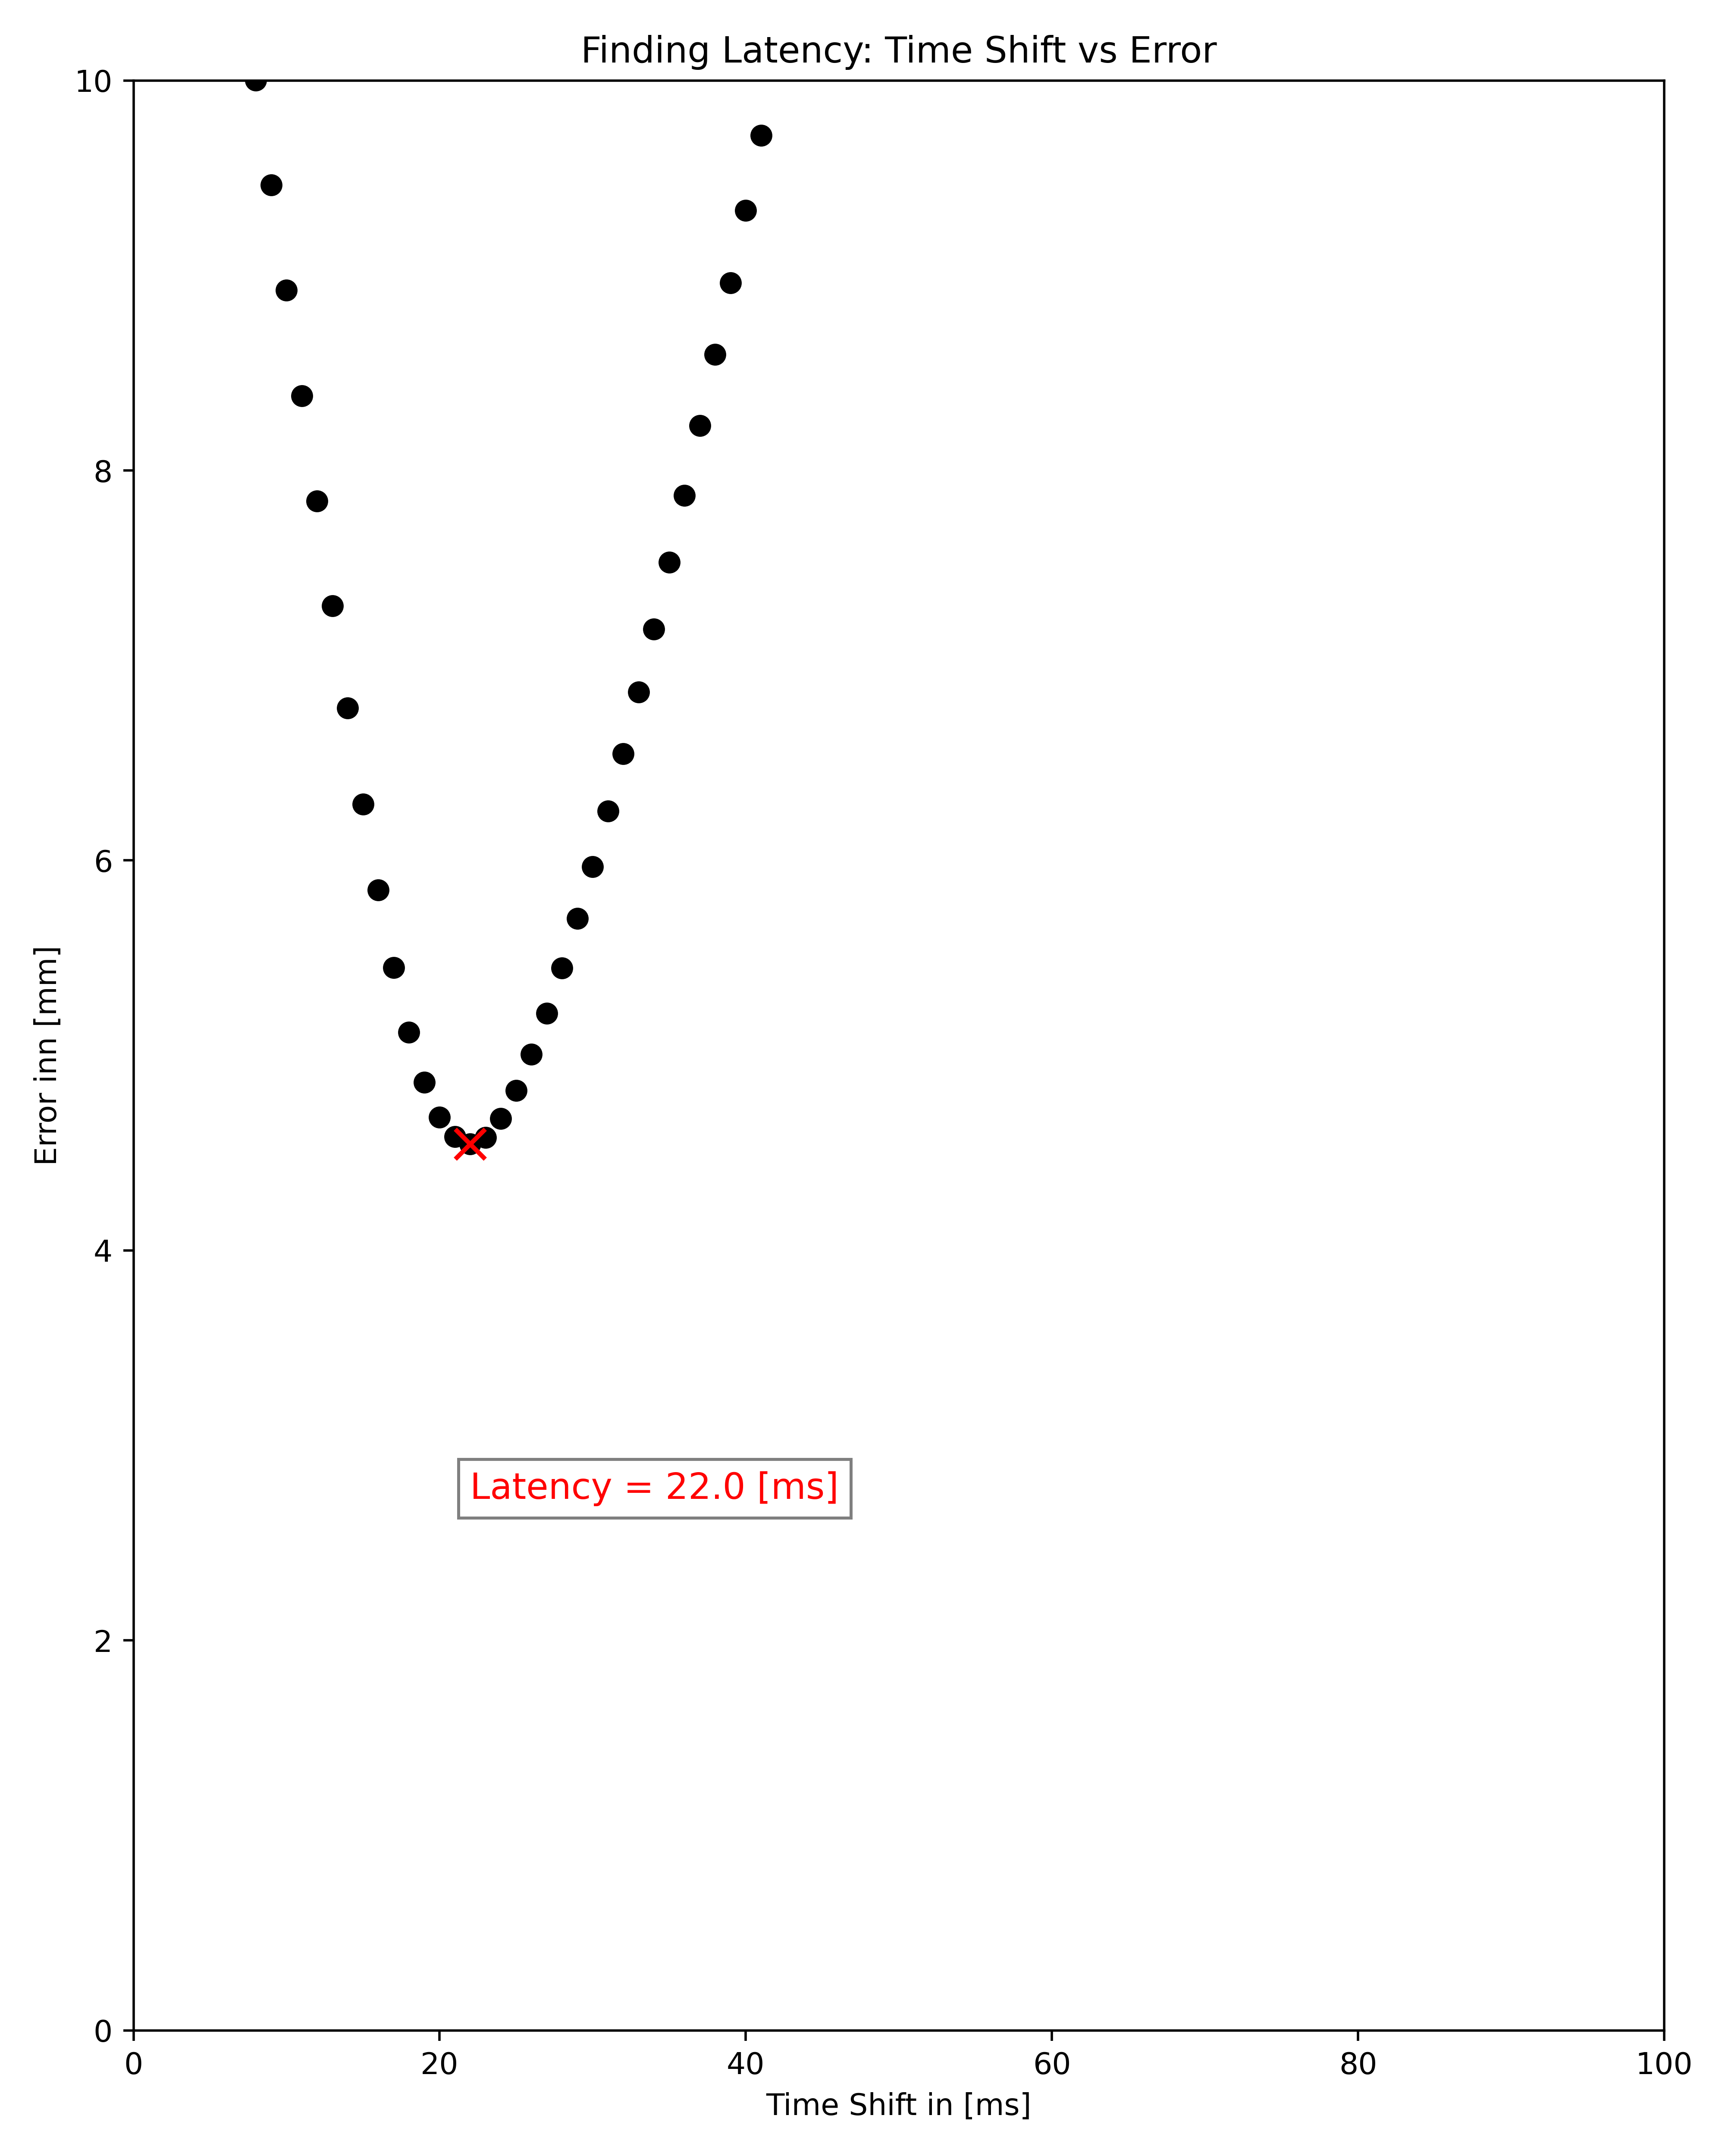 Finding Latency: Time Shift vs Error
10
8
6
4
2
0
Error inn [mm]
Latency = 22.0 [ms]
0 20 40 60 80 100
Time Shift in [ms]